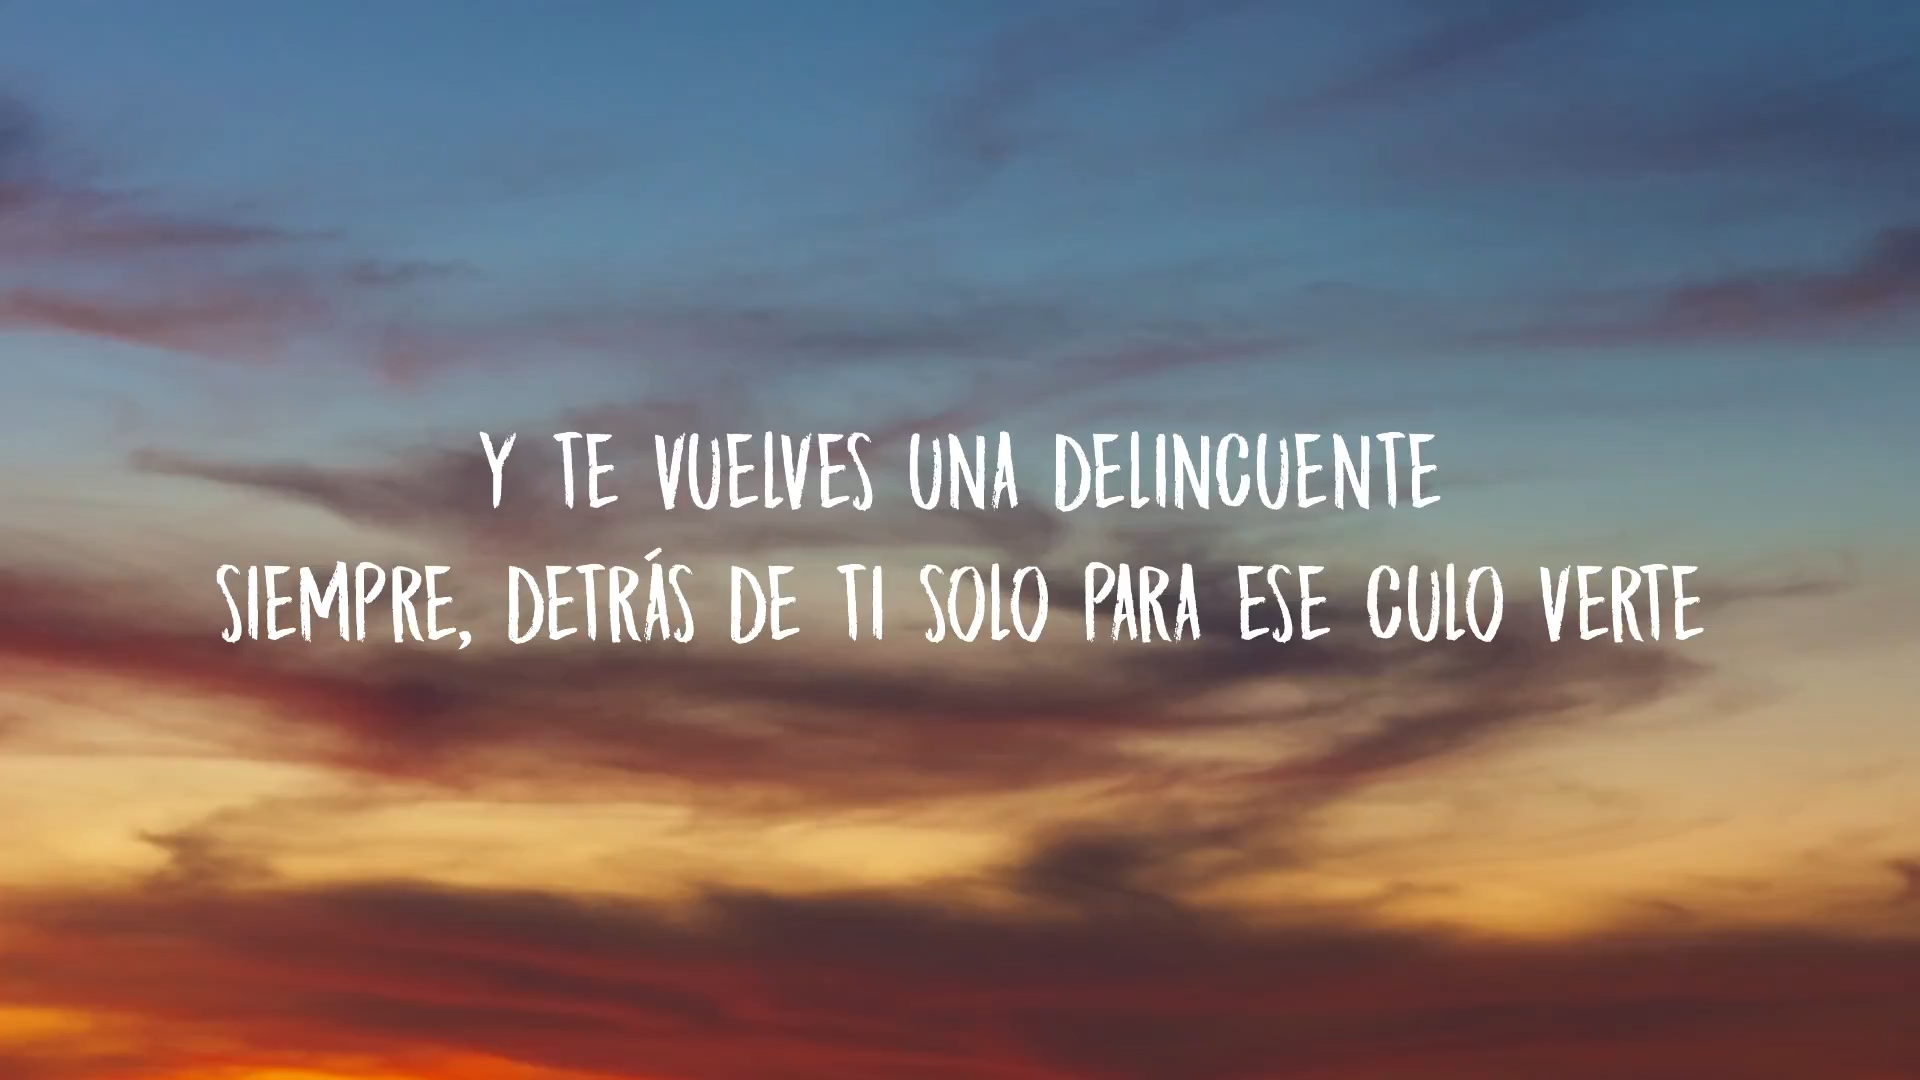 Y TE VUELVES UNA DELINCUENTE
SIEMPRE, DETRÁS DE TI SOLO PARA ESE CULO VERTE